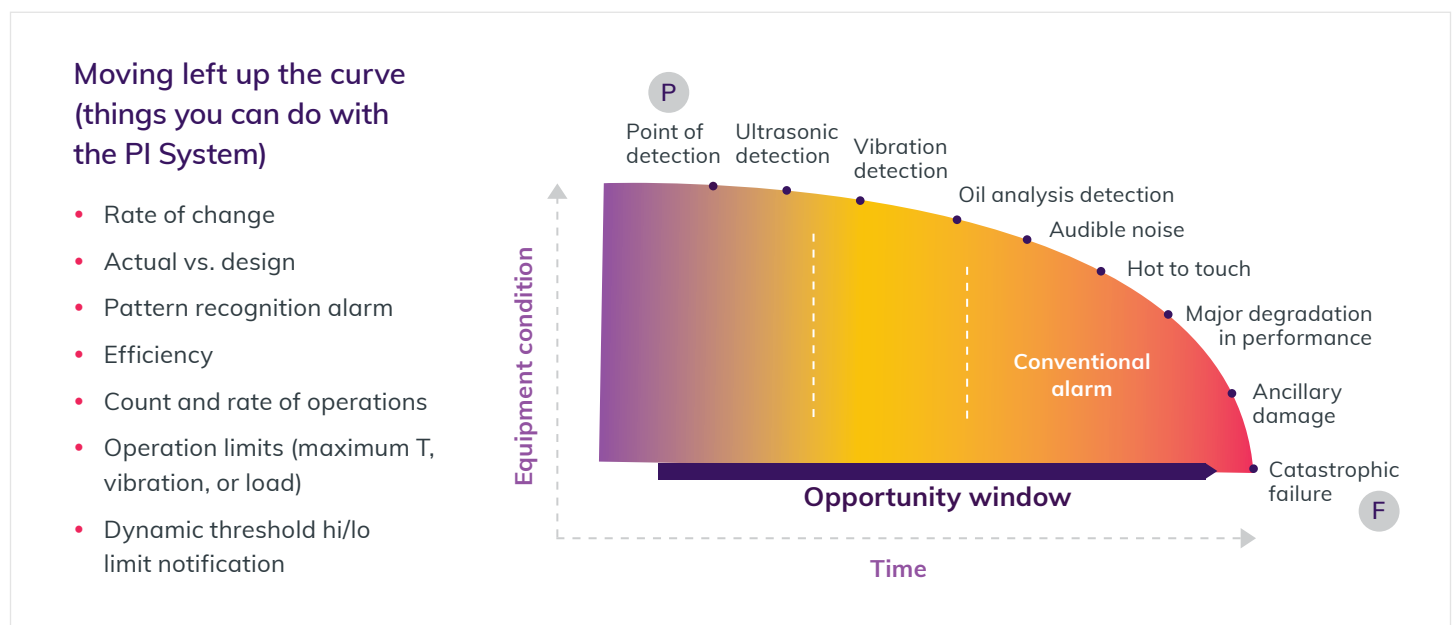 Moving left up the curve
(things you can do with
the PI System)
• Rate of change
• Actual vs. design
• Pattern recognition alarm
• Efficiency
• Count and rate of operations
• Operation limits (maximum T,
vibration, or load)
• Dynamic threshold hi/lo
limit notification
P
Point of
detection
Ultrasonic
detection
Vibration
detection
Oil analysis detection
Audible noise
Hot to touch
Major degradation
in performance
Ancillary
damage
Catastrophic
failure
F
Conventional
alarm
Equipment condition
Opportunity window
Time